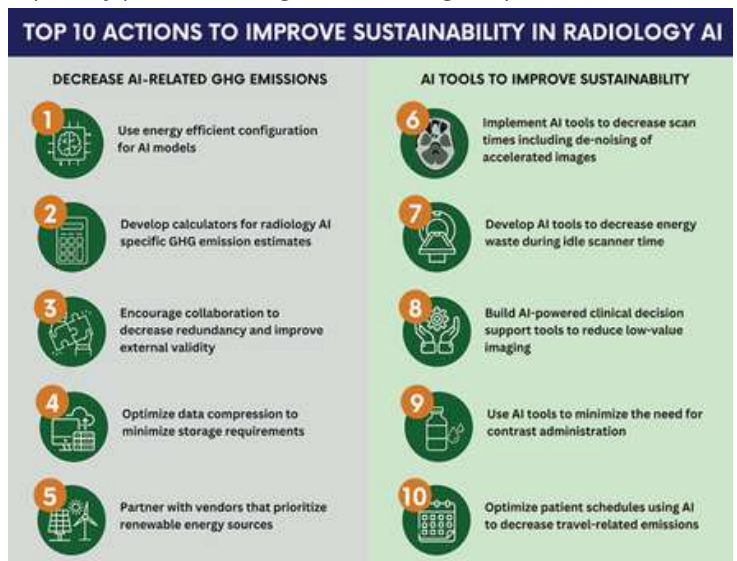 TOP 10 ACTIONS TO IMPROVE SUSTAINABILITY IN RADIOLOGY AI
DECREASE AI-RELATED GHG EMISSIONS
1
Use energy efficient configuration
for AI models
2
Develop calculators for radiology AI
specific GHG emission estimates
3
Encourage collaboration to
decrease redundancy and improve
external validity
4
Optimize data compression to
minimize storage requirements
5
Partner with vendors that prioritize
renewable energy sources
AI TOOLS TO IMPROVE SUSTAINABILITY
6
Implement AI tools to decrease scan
times including de-noising of
accelerated images
7
Develop AI tools to decrease energy
waste during idle scanner time
8
Build AI-powered clinical decision
support tools to reduce low-value
imaging
9
Use AI tools to minimize the need for
contrast administration
10
Optimize patient schedules using AI
to decrease travel-related emissions